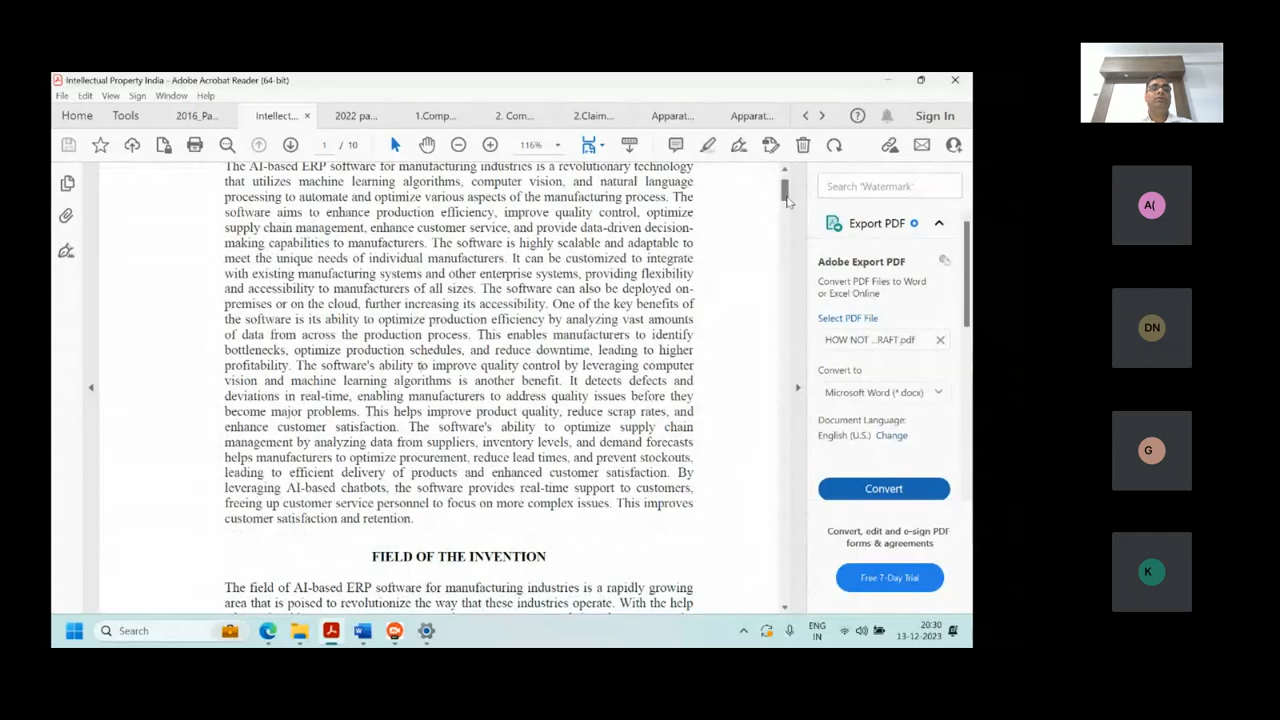 Intellectual Property India - Adobe Acrobat Reader (64-bit)
File Edit View Sign Window Help
Home Tools 2016_Pa... Intellect... × 2022 pa... 1.Comp... 2. Com... 2.Claim... Apparat... Apparat... Sign In
1 / 10 116%
The AI-based ERP software for manufacturing industries is a revolutionary technology
that utilizes machine learning algorithms, computer vision, and natural language
processing to automate and optimize various aspects of the manufacturing process. The
software aims to enhance production efficiency, improve quality control, optimize
supply chain management, enhance customer service, and provide data-driven decision-
making capabilities to manufacturers. The software is highly scalable and adaptable to
meet the unique needs of individual manufacturers. It can be customized to integrate
with existing manufacturing systems and other enterprise systems, providing flexibility
and accessibility to manufacturers of all sizes. The software can also be deployed on-
premises or on the cloud, further increasing its accessibility. One of the key benefits of
the software is its ability to optimize production efficiency by analyzing vast amounts
of data from across the production process. This enables manufacturers to identify
bottlenecks, optimize production schedules, and reduce downtime, leading to higher
profitability. The software's ability to improve quality control by leveraging computer
vision and machine learning algorithms is another benefit. It detects defects and
deviations in real-time, enabling manufacturers to address quality issues before they
become major problems. This helps improve product quality, reduce scrap rates, and
enhance customer satisfaction. The software's ability to optimize supply chain
management by analyzing data from suppliers, inventory levels, and demand forecasts
helps manufacturers to optimize procurement, reduce lead times, and prevent stockouts,
leading to efficient delivery of products and enhanced customer satisfaction. By
leveraging AI-based chatbots, the software provides real-time support to customers,
freeing up customer service personnel to focus on more complex issues. This improves
customer satisfaction and retention.
FIELD OF THE INVENTION
The field of AI-based ERP software for manufacturing industries is a rapidly growing
area that is poised to revolutionize the way that these industries operate. With the help
Search 'Watermark'
Export PDF
Adobe Export PDF
Convert PDF Files to Word
or Excel Online
Select PDF File
HOW NOT ...RAFT.pdf
Convert to
Microsoft Word (*.docx)
Document Language:
English (U.S.) Change
Convert
Convert, edit and e-sign PDF
forms & agreements
Free 7-Day Trial
Search
ENG
IN
20:30
13-12-2023
A(
DN
G
K